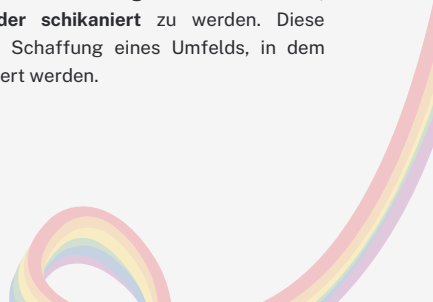 der schikaniert zu werden. Diese
Schaffung eines Umfelds, in dem
ert werden.